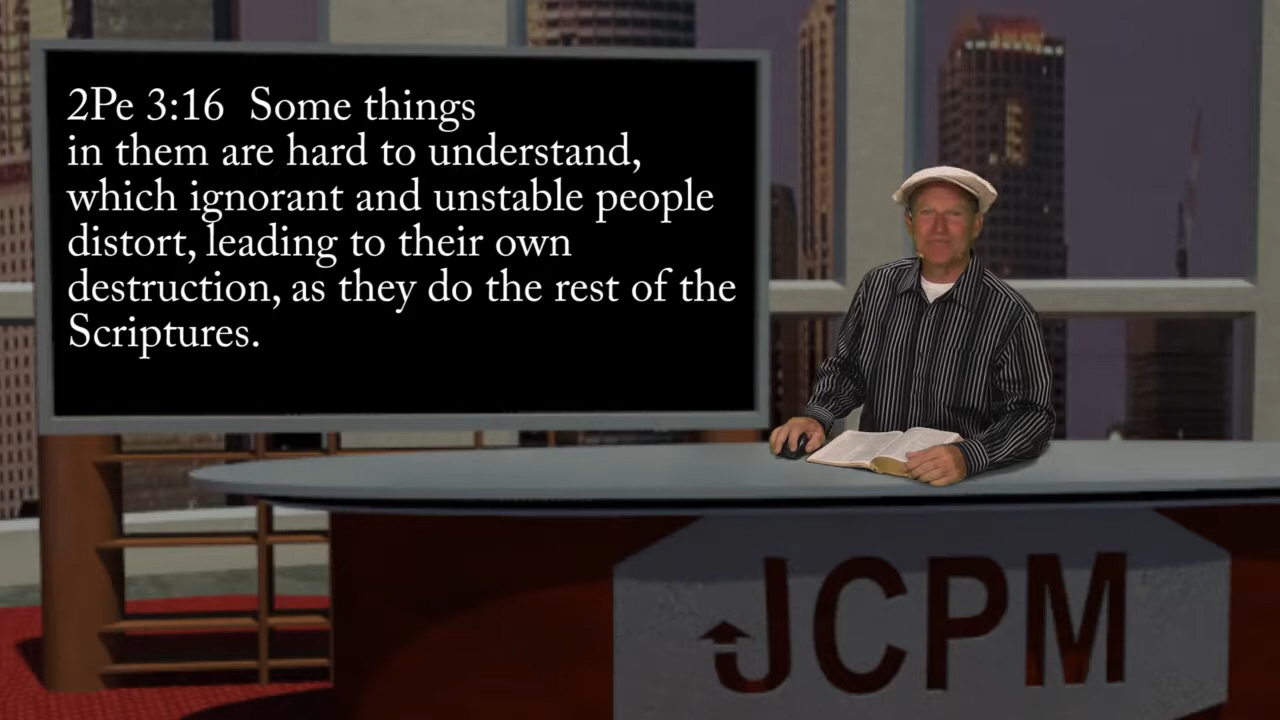 2Pe 3:16 Some things
in them are hard to understand,
which ignorant and unstable people
distort, leading to their own
destruction, as they do the rest of the
Scriptures.
JCPM